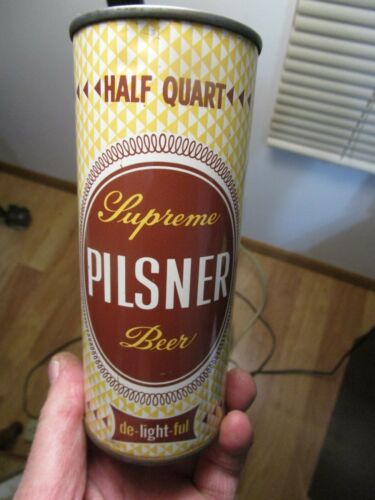 HALF QUART
Supreme
PILSNER
Beer
de-light-ful